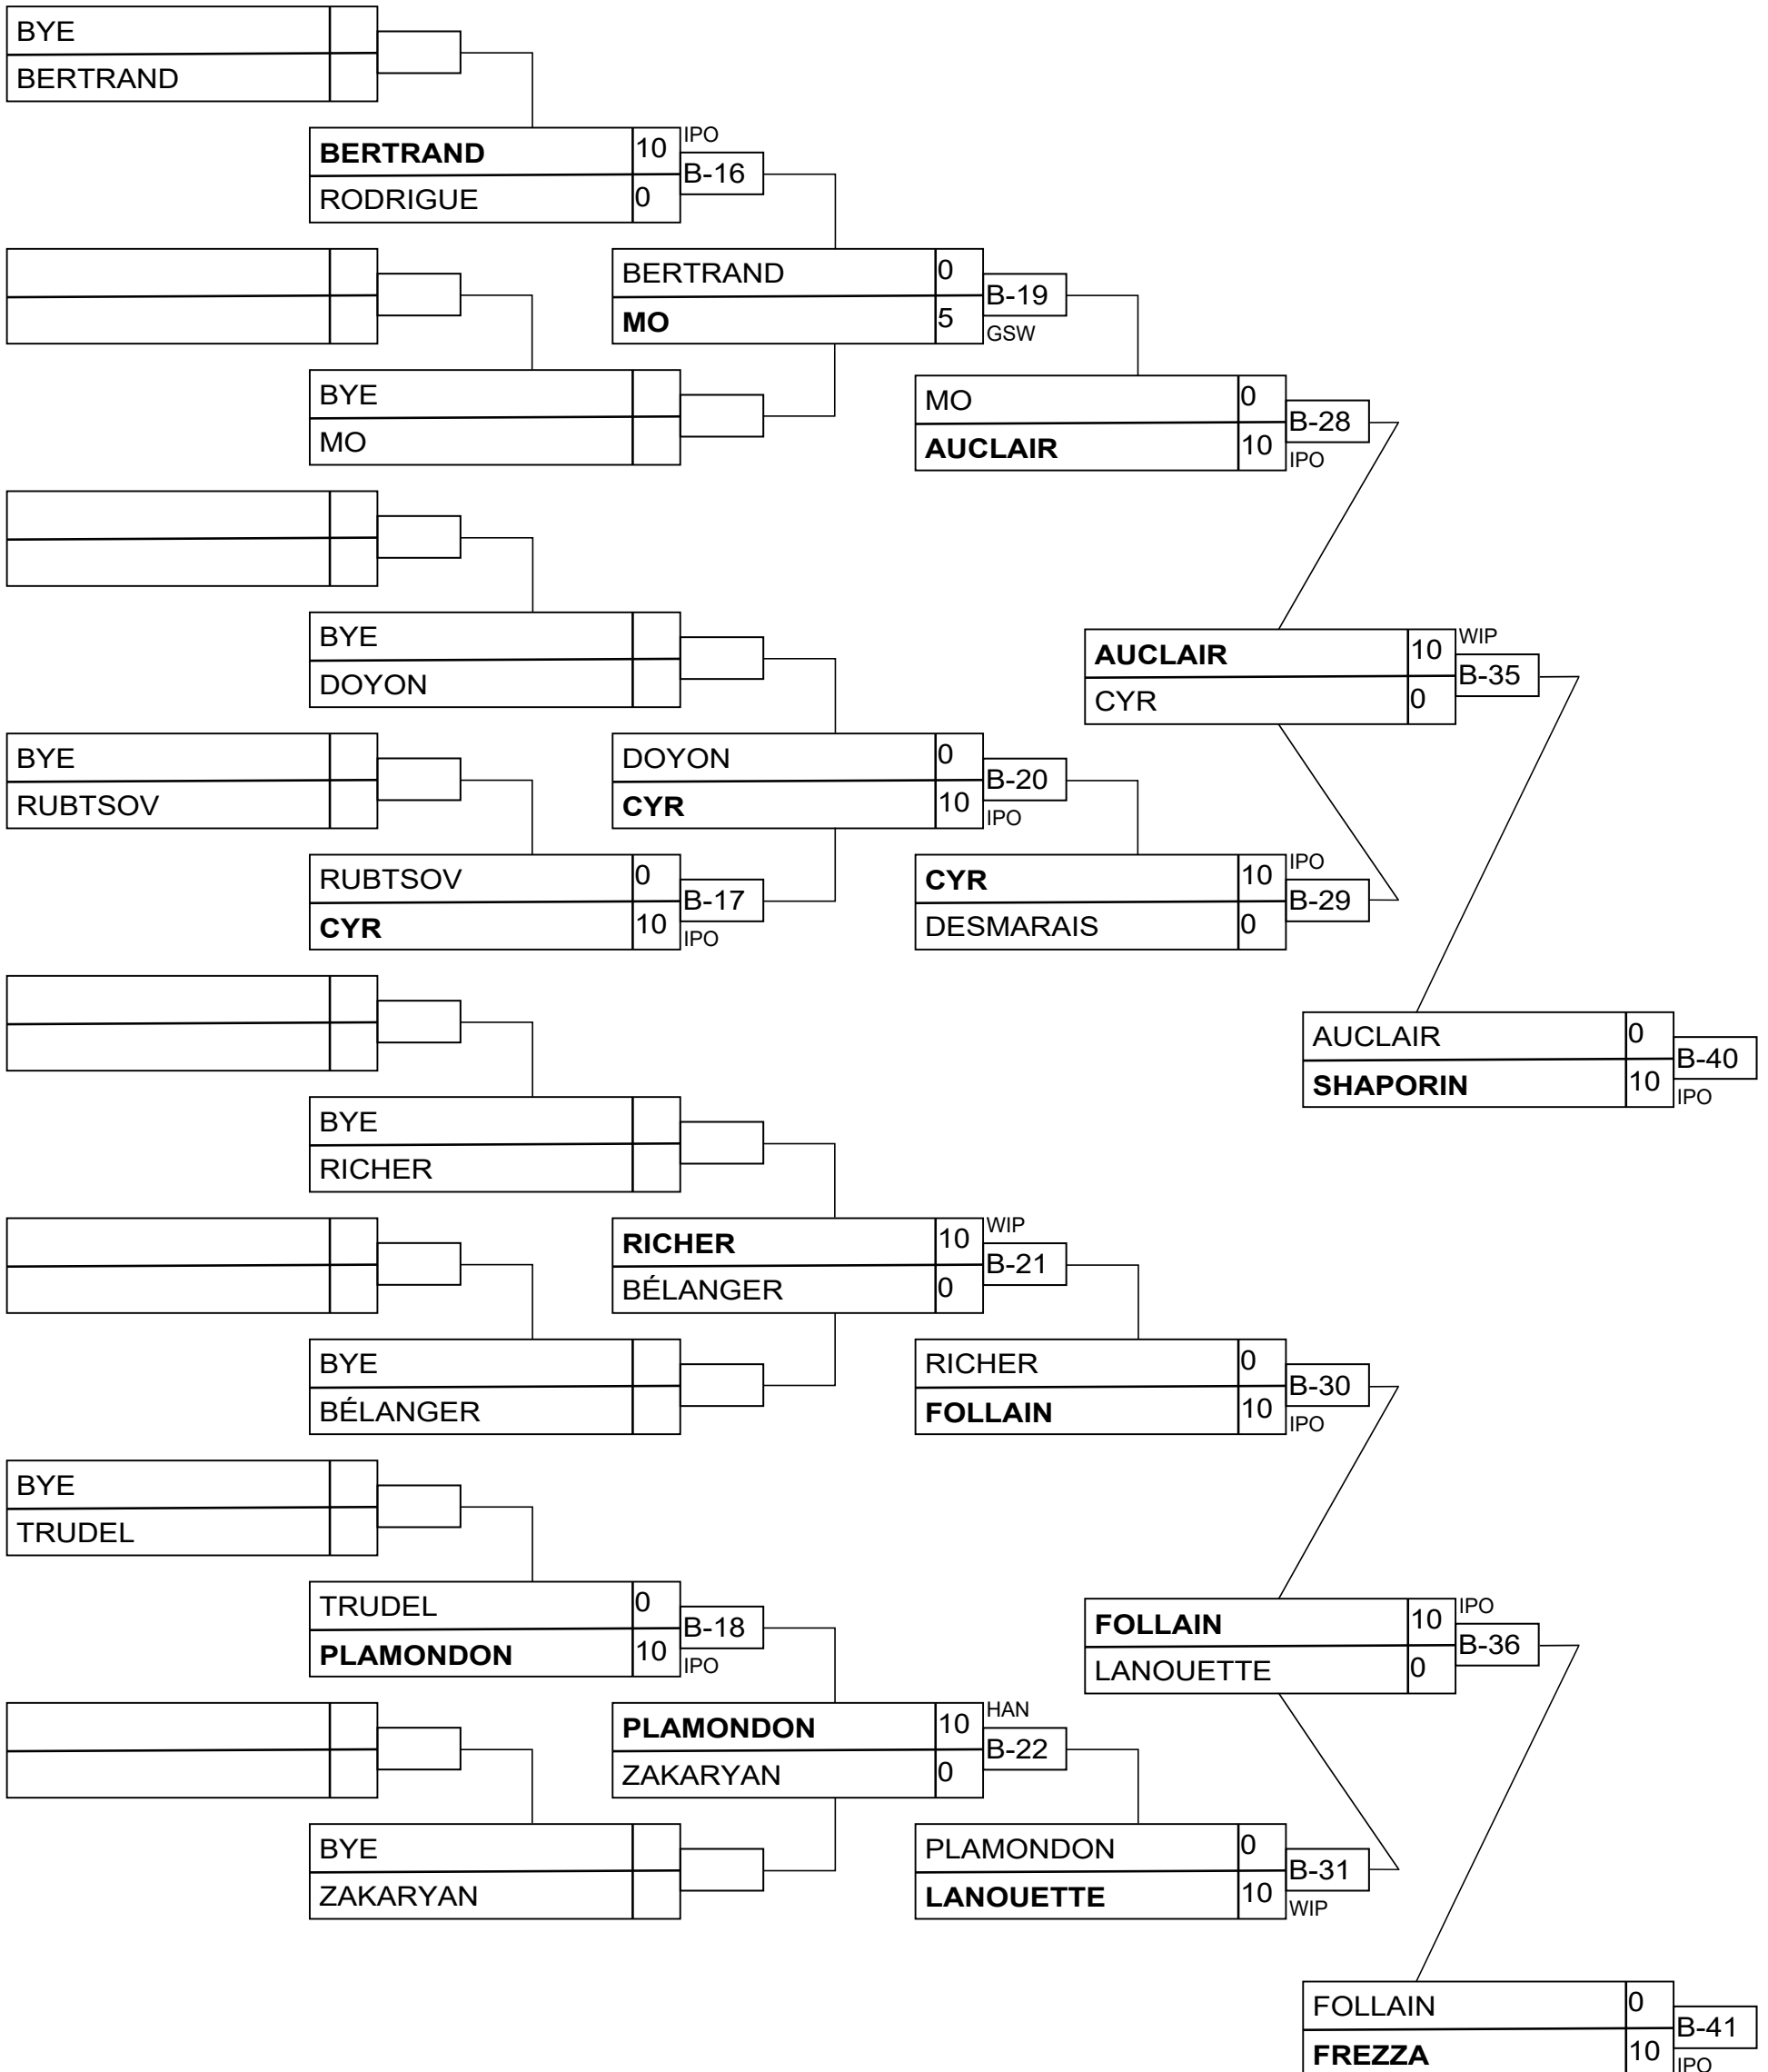 BYE
BERTRAND
BERTRAND 10 IPO
B-16
RODRIGUE 0
BERTRAND 0
B-19
MO 5 GSW
BYE
MO
MO 0
B-28
AUCLAIR 10 IPO
BYE
DOYON
AUCLAIR 10 WIP
B-35
CYR 0
BYE
RUBTSOV
DOYON 0
B-20
CYR 10 IPO
RUBTSOV 0
B-17
CYR 10 IPO
CYR 10 IPO
B-29
DESMARAIS 0
AUCLAIR 0
B-40
SHAPORIN 10 IPO
BYE
RICHER
RICHER 10 WIP
B-21
BÉLANGER 0
BYE
BÉLANGER
RICHER 0
B-30
FOLLAIN 10 IPO
BYE
TRUDEL
TRUDEL 0
B-18
PLAMONDON 10 IPO
FOLLAIN 10 IPO
B-36
LANOUETTE 0
PLAMONDON 10 HAN
B-22
ZAKARYAN 0
BYE
ZAKARYAN
PLAMONDON 0
B-31
LANOUETTE 10 WIP
FOLLAIN 0
B-41
FREZZA 10 IPO